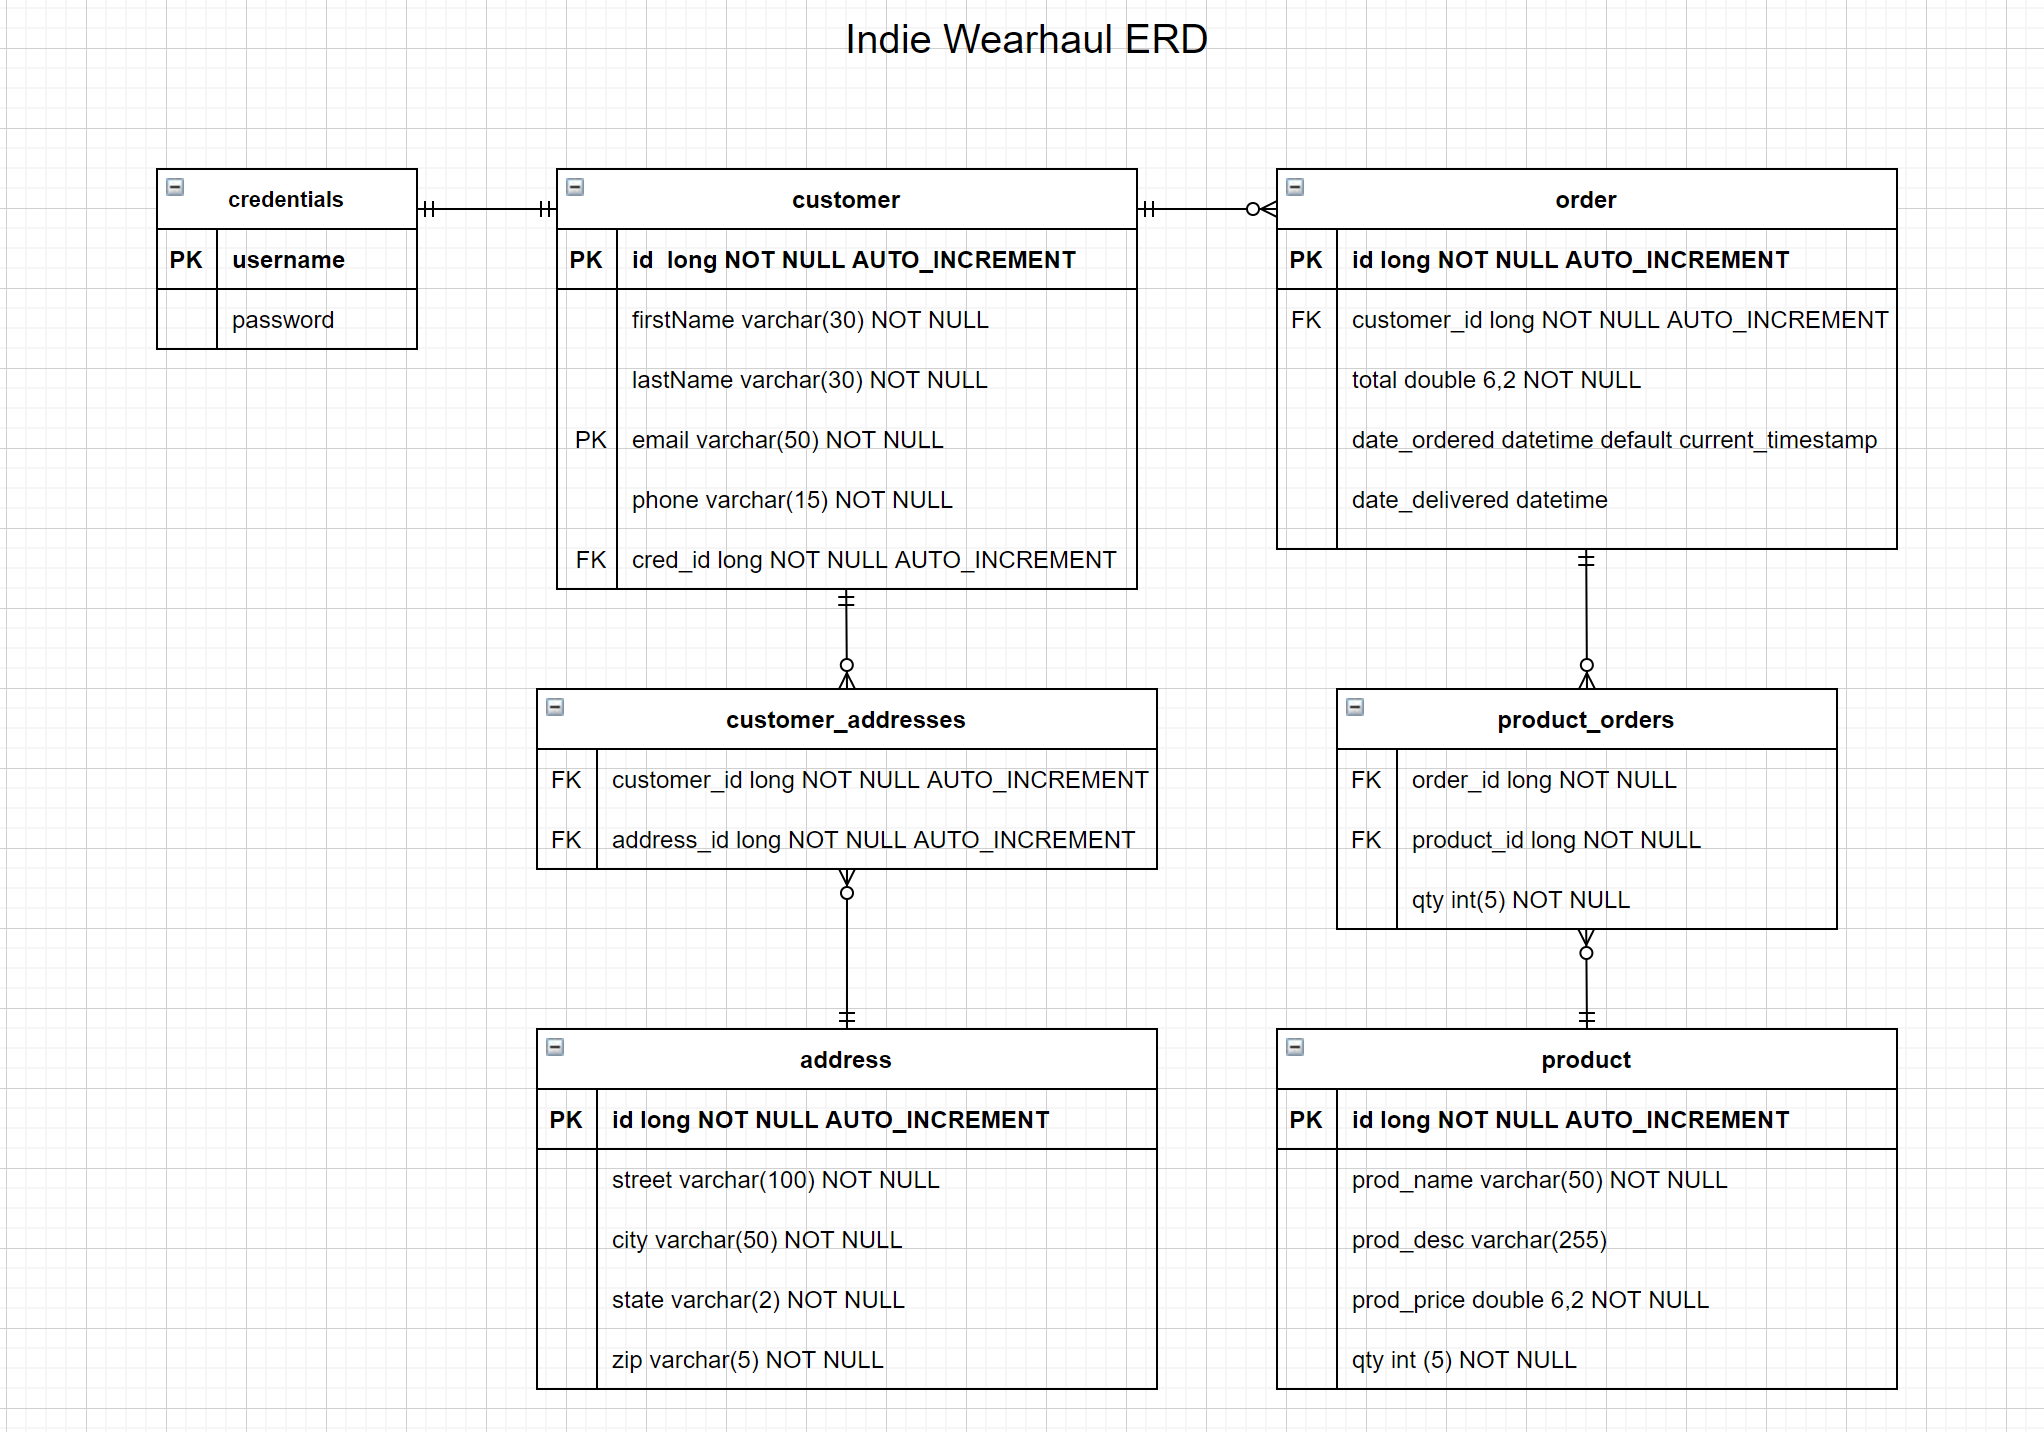 Indie Wearhaul ERD
credentials
PK username
password
customer
PK id  long NOT NULL AUTO_INCREMENT
firstName varchar(30) NOT NULL
lastName varchar(30) NOT NULL
PK email varchar(50) NOT NULL
phone varchar(15) NOT NULL
FK cred_id long NOT NULL AUTO_INCREMENT
order
PK id long NOT NULL AUTO_INCREMENT
FK customer_id long NOT NULL AUTO_INCREMENT
total double 6,2 NOT NULL
date_ordered datetime default current_timestamp
date_delivered datetime
customer_addresses
FK customer_id long NOT NULL AUTO_INCREMENT
FK address_id long NOT NULL AUTO_INCREMENT
product_orders
FK order_id long NOT NULL
FK product_id long NOT NULL
qty int(5) NOT NULL
address
PK id long NOT NULL AUTO_INCREMENT
street varchar(100) NOT NULL
city varchar(50) NOT NULL
state varchar(2) NOT NULL
zip varchar(5) NOT NULL
product
PK id long NOT NULL AUTO_INCREMENT
prod_name varchar(50) NOT NULL
prod_desc varchar(255)
prod_price double 6,2 NOT NULL
qty int (5) NOT NULL